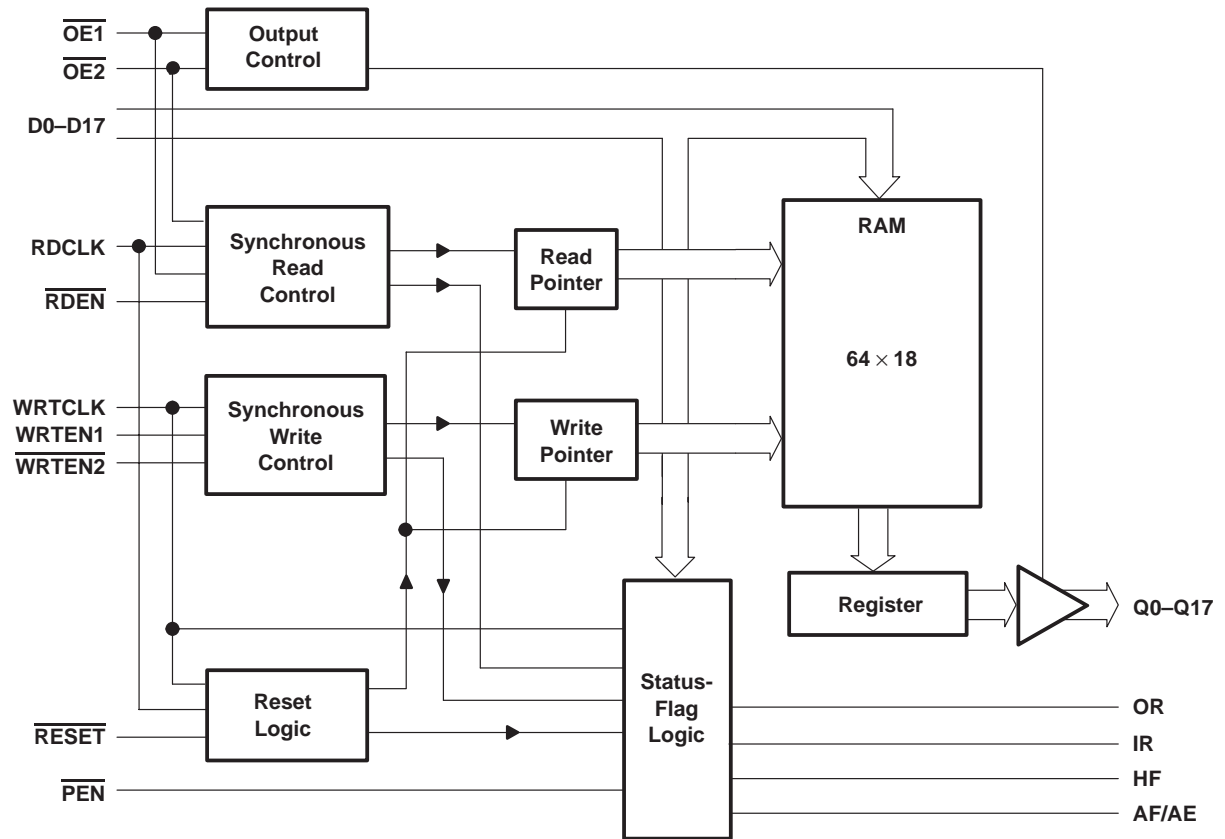 OE1
OE2
Output
Control
D0–D17
RDCLK
RDEN
Synchronous
Read
Control
Read
Pointer
RAM
64 × 18
WRTCLK
WRTEN1
WRTEN2
Synchronous
Write
Control
Write
Pointer
Register
Q0–Q17
Reset
Logic
RESET
PEN
Status-
Flag
Logic
OR
IR
HF
AF/AE